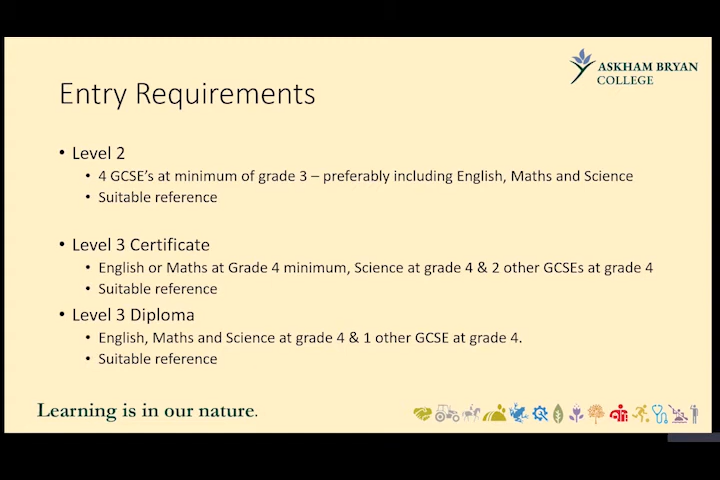 ASKHAM BRYAN
COLLEGE
Entry Requirements
• Level 2
• 4 GCSE's at minimum of grade 3 – preferably including English, Maths and Science
• Suitable reference
• Level 3 Certificate
• English or Maths at Grade 4 minimum, Science at grade 4 & 2 other GCSEs at grade 4
• Suitable reference
• Level 3 Diploma
• English, Maths and Science at grade 4 & 1 other GCSE at grade 4.
• Suitable reference
Learning is in our nature.